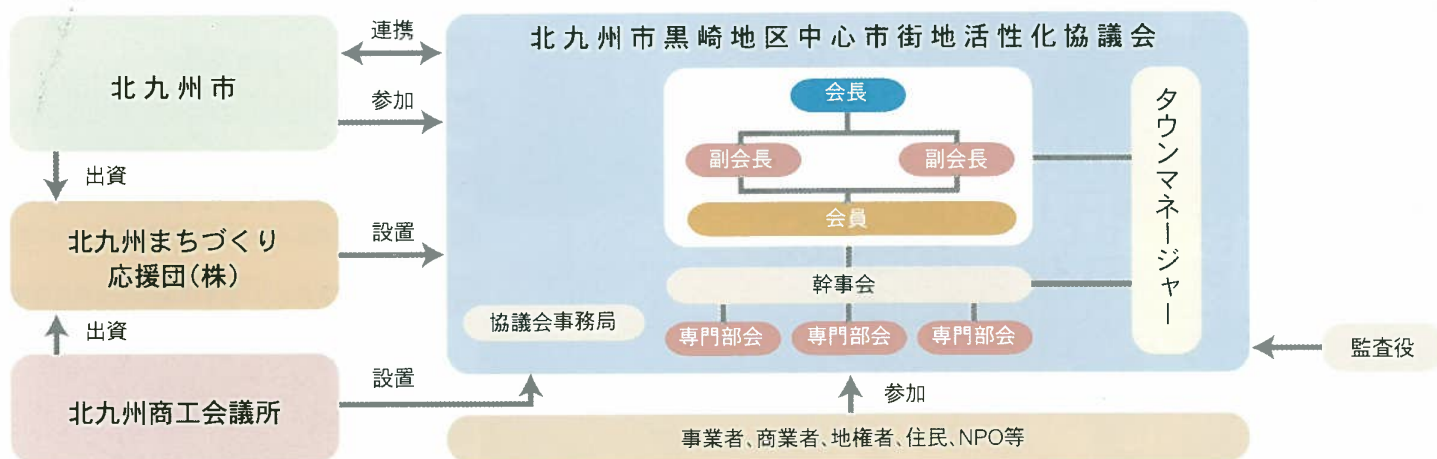 北九州市
連携
参加
出資
北九州まちづくり
応援団(株)
設置
出資
北九州商工会議所
設置
北九州市黒崎地区中心市街地活性化協議会
会長
副会長
副会長
会員
幹事会
専門部会
専門部会
専門部会
協議会事務局
タウンマネージャー
監査役
参加
事業者、商業者、地権者、住民、NPO等